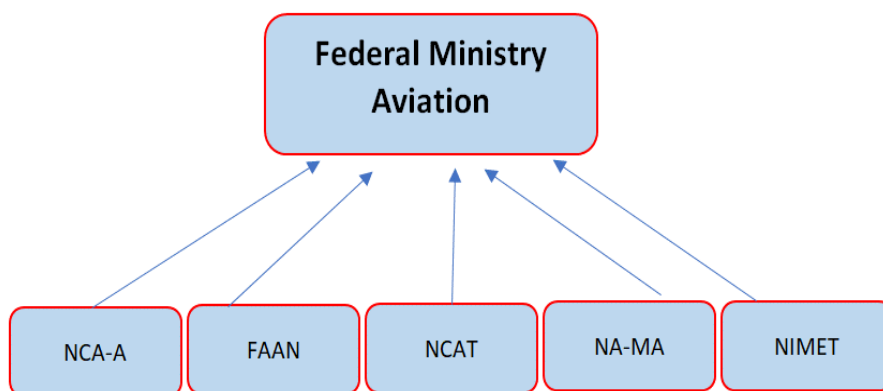 Federal Ministry
Aviation
NCA-A
FAAN
NCAT
NA-MA
NIMET